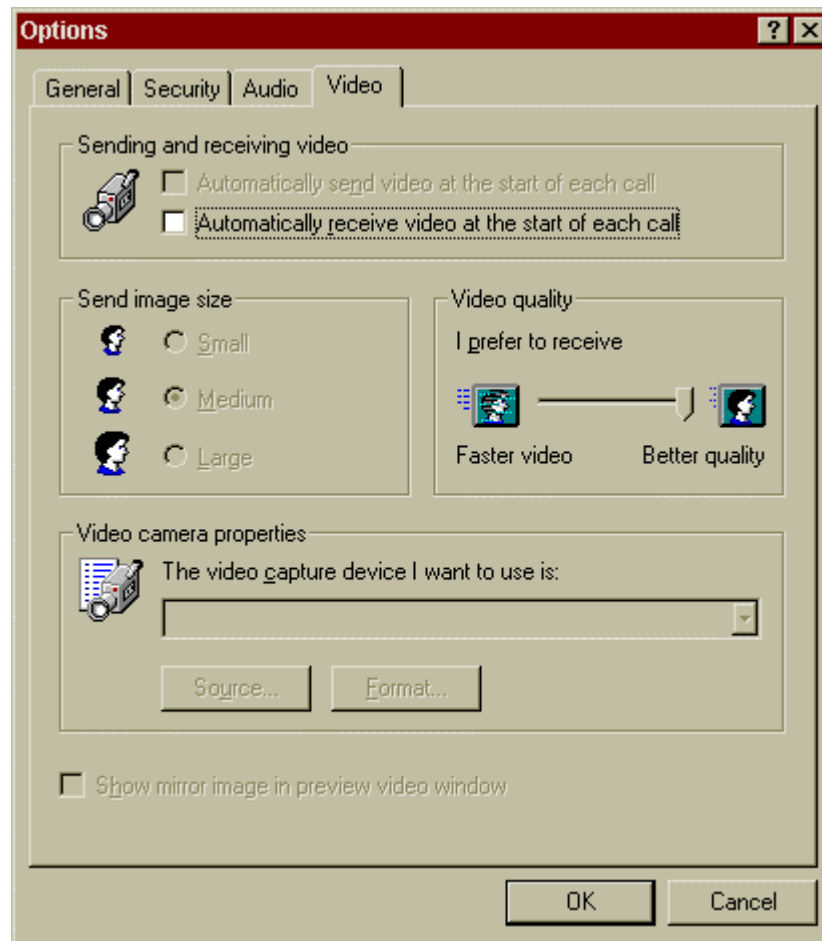 Options
General Security Audio Video
Sending and receiving video
Automatically send video at the start of each call
Automatically receive video at the start of each call
Send image size
Small
Medium
Large
Video quality
I prefer to receive
Faster video Better quality
Video camera properties
The video capture device I want to use is:
Source... Format...
Show mirror image in preview video window
OK Cancel